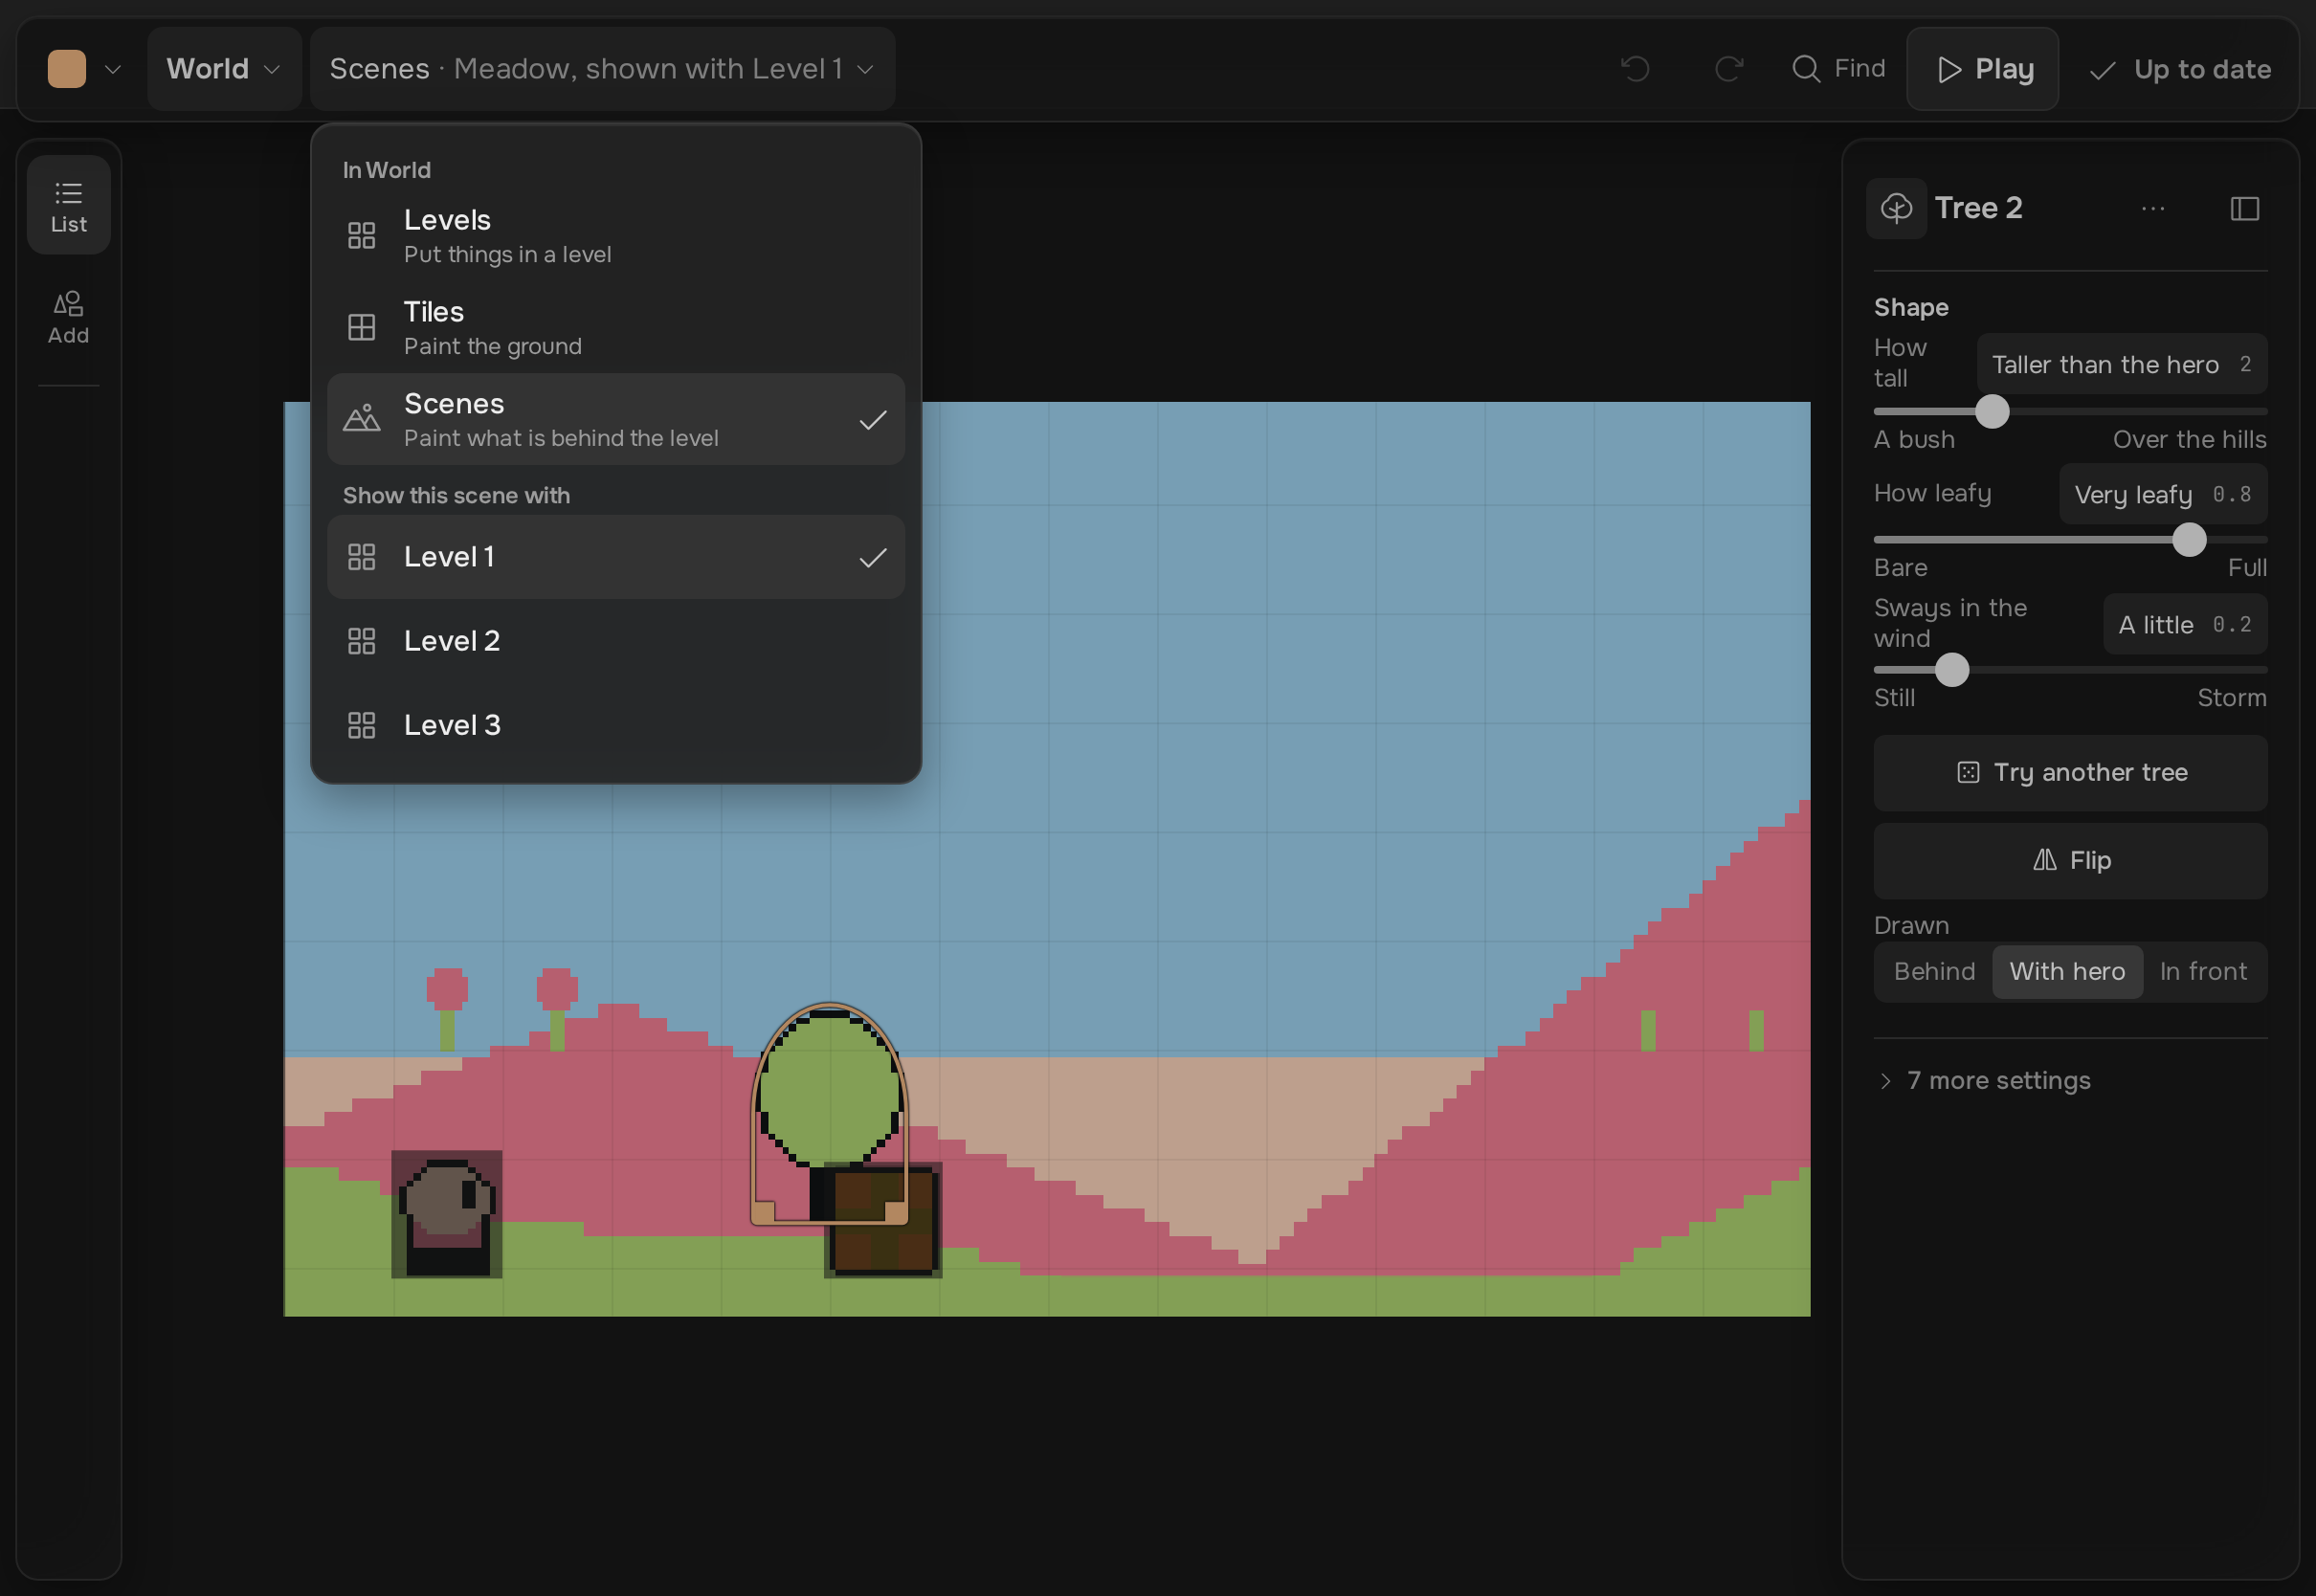 World
Scenes · Meadow, shown with Level 1
Find
Play
Up to date
List
Add
In World
Levels
Put things in a level
Tiles
Paint the ground
Scenes
Paint what is behind the level
Show this scene with
Level 1
Level 2
Level 3
Tree 2
Shape
How
tall
Taller than the hero 2
A bush Over the hills
How leafy Very leafy 0.8
Bare Full
Sways in the
wind
A little 0.2
Still Storm
Try another tree
Flip
Drawn
Behind With hero In front
7 more settings